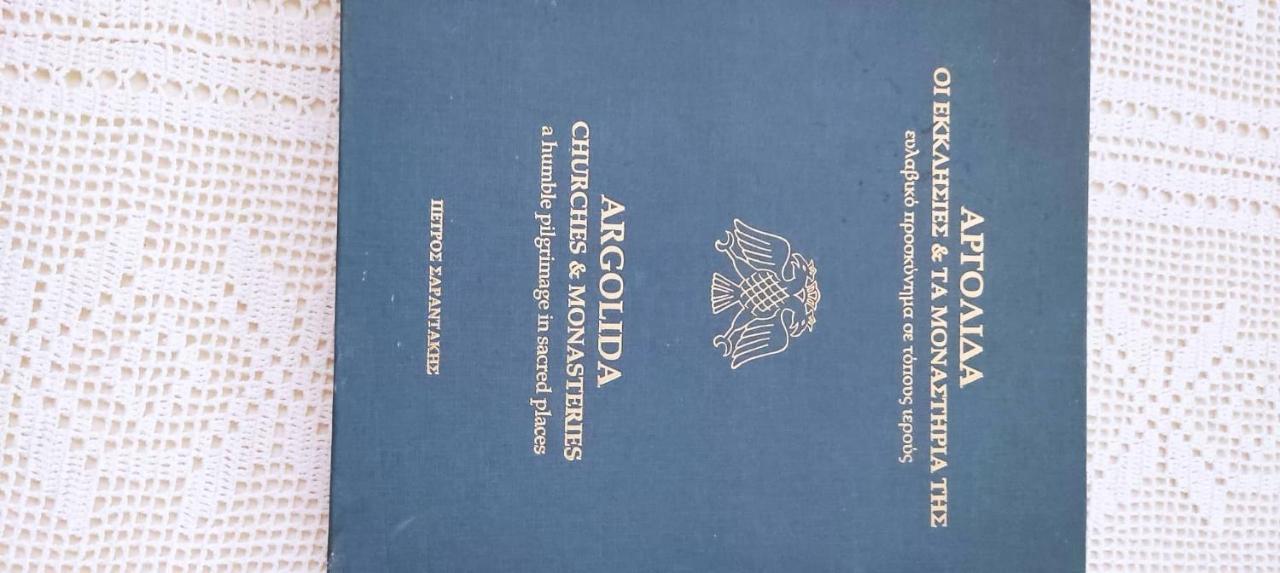 ΑΡΓΟΛΙΔΑ
ΟΙ ΕΚΚΛΗΣΙΕΣ & ΤΑ ΜΟΝΑΣΤΗΡΙΑ ΤΗΣ
ευλαβικό προσκύνημα σε τόπους ιερούς
ARGOLIDA
CHURCHES & MONASTERIES
a humble pilgrimage in sacred places
ΠΕΤΡΟΣ ΣΑΡΑΝΤΑΚΗΣ